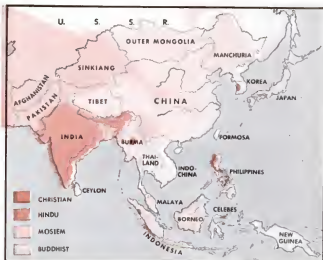 U. S. S. R.
OUTER MONGOLIA
MANCHURIA
SINKIANG
KOREA
JAPAN
AFGHANISTAN
PAKISTAN
TIBET
CHINA
INDIA
BURMA
FORMOSA
THAI-
LAND
INDO-
CHINA
PHILIPPINES
CEYLON
MALAYA
CELEBES
BORNEO
INDONESIA
NEW
GUINEA
CHRISTIAN
HINDU
MOSLEM
BUDDHIST